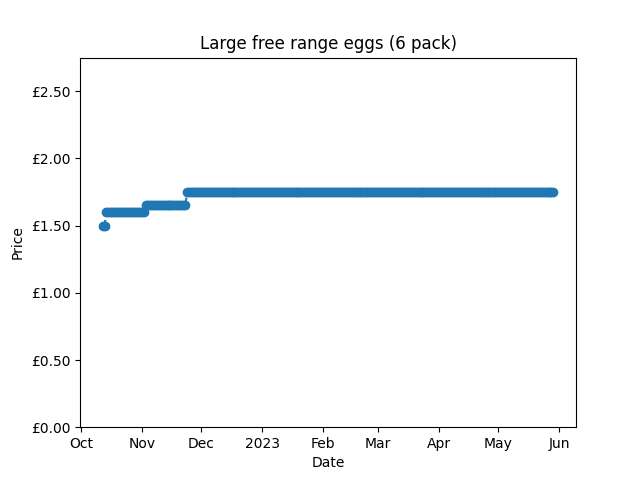 Large free range eggs (6 pack)
£2.50
£2.00
£1.50
£1.00
£0.50
£0.00
Price
Oct Nov Dec 2023 Feb Mar Apr May Jun
Date